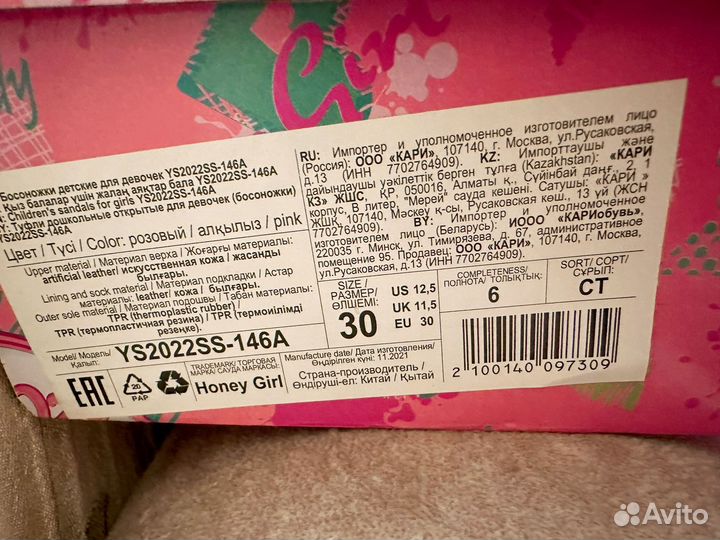 dy
Girl
Босоножки детские для девочек YS2022SS-146A
Қыз балалар үшін жалаң аяқтар бала YS2022SS-146A
Children's sandals for girls YS2022SS-146A
Туфли дошкольные открытые для девочек (босоножки)
YS2022SS-146A
Цвет / Түсі / Color: розовый / алқылыз / pink
Upper material / Материал верха / Жоғарғы материалы:
artificial leather/ искусственная кожа / жасанды
былғары.
Lining and sock material / Материал подкладки / Астар
материалы: leather/ кожа / былғары.
Outer sole material / Материал подошвы / Табан материалы:
TPR (thermoplastic rubber) /
TPR (термопластичная резина) / TPR (термоиілімді
резеңке).
Model/ Модель/
Қалып:
YS2022SS-146A
EAC
20
PAP
TRADEMARK/ ТОРГОВАЯ
МАРКА/ САУДА МАРКАСЫ:
Honey Girl
RU: Импортер и уполномоченное изготовителем лицо
(Россия): ООО «КАРИ», 107140, г. Москва, ул.Русаковская,
д.13 (ИНН 7702764909). KZ: Импорттаушы және
дайындаушы уәкілеттік берген тұлға (Kazakhstan): «КАРИ
КЗ» ЖШС, ҚР, 050016, Алматы қ., Сүйінбай даңғ. 2, 1
корпус, В литер, "Мерей" сауда кешені. Сатушы: «КАРИ »
ЖШҚ, 107140, Мәскеу қ-сы, Русаковская көш., 13 үй (ЖСН
7702764909). BY: Импортер и уполномоченное
изготовителем лицо (Беларусь): ИООО «КАРИобувь»,
220035 г. Минск, ул. Тимирязева, д. 67, административное
помещение 95. Продавец: ООО «КАРИ», 107140, г. Москва,
ул.Русаковская, д.13 (ИНН 7702764909).
SIZE /
РАЗМЕР/
ӨЛШЕМІ:
30
US 12,5
UK 11,5
EU 30
COMPLETENESS/
ПОЛНОТА/ ТОЛЫҚТЫҚ:
6
SORT/ СОРТ/
СҰРЫП:
СТ
Manufacture date/ Дата изготовления/
Өндірілген күні: 11.2021
Страна-производитель/
Өндіруші-ел: Китай / Қытай
2 100140 097309
Avito